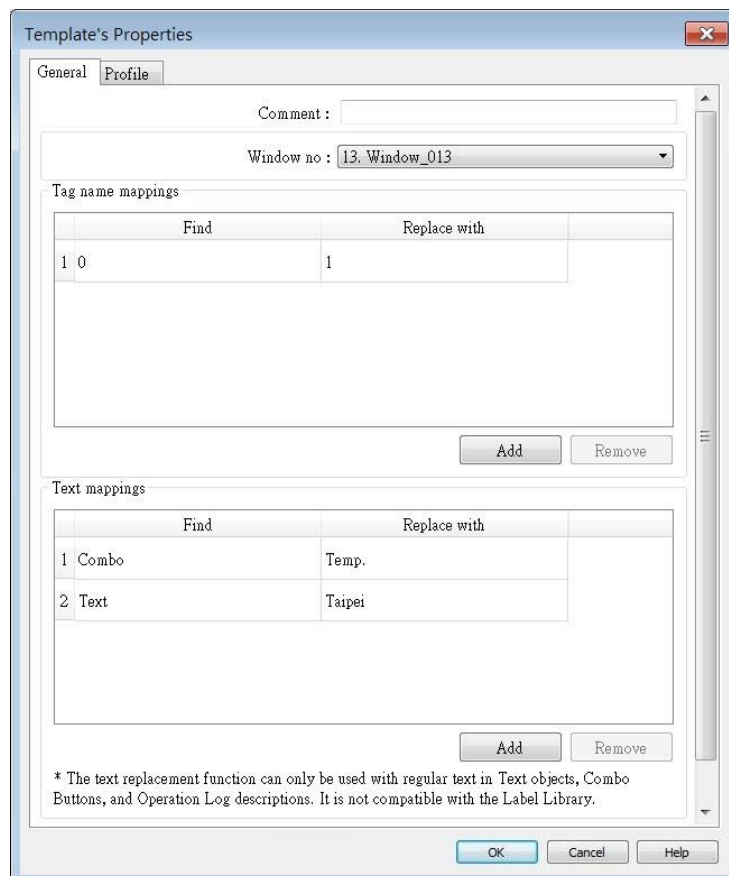 Template's Properties
General Profile
Comment :
Window no : 13. Window_013
Tag name mappings
Find Replace with
1 0 1
Add Remove
Text mappings
Find Replace with
1 Combo Temp.
2 Text Taipei
Add Remove
* The text replacement function can only be used with regular text in Text objects, Combo
Buttons, and Operation Log descriptions. It is not compatible with the Label Library.
OK Cancel Help